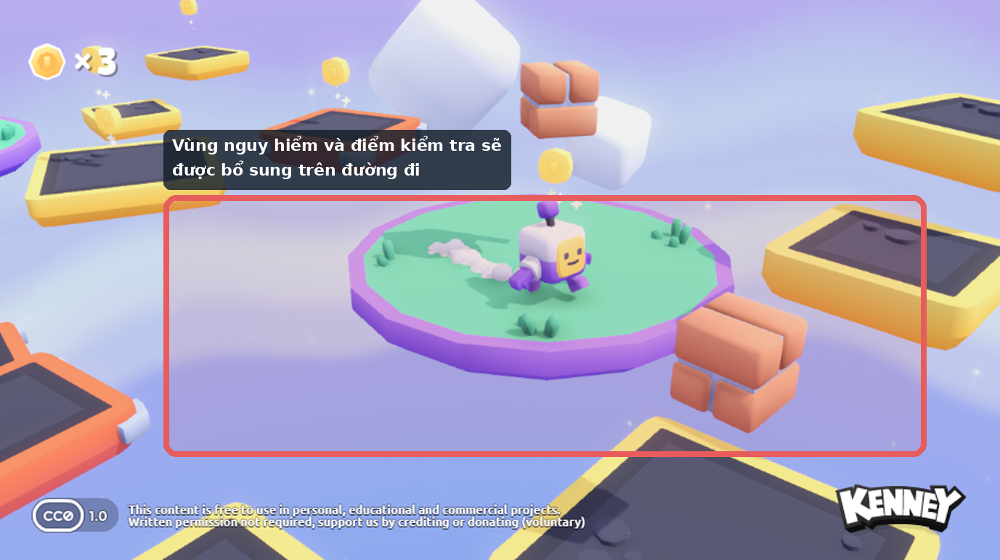 ×3
Vùng nguy hiểm và điểm kiểm tra sẽ
được bổ sung trên đường đi
CC0 1.0
This content is free to use in personal, educational and commercial projects.
Written permission not required, support us by crediting or donating (voluntary)
KENNEY